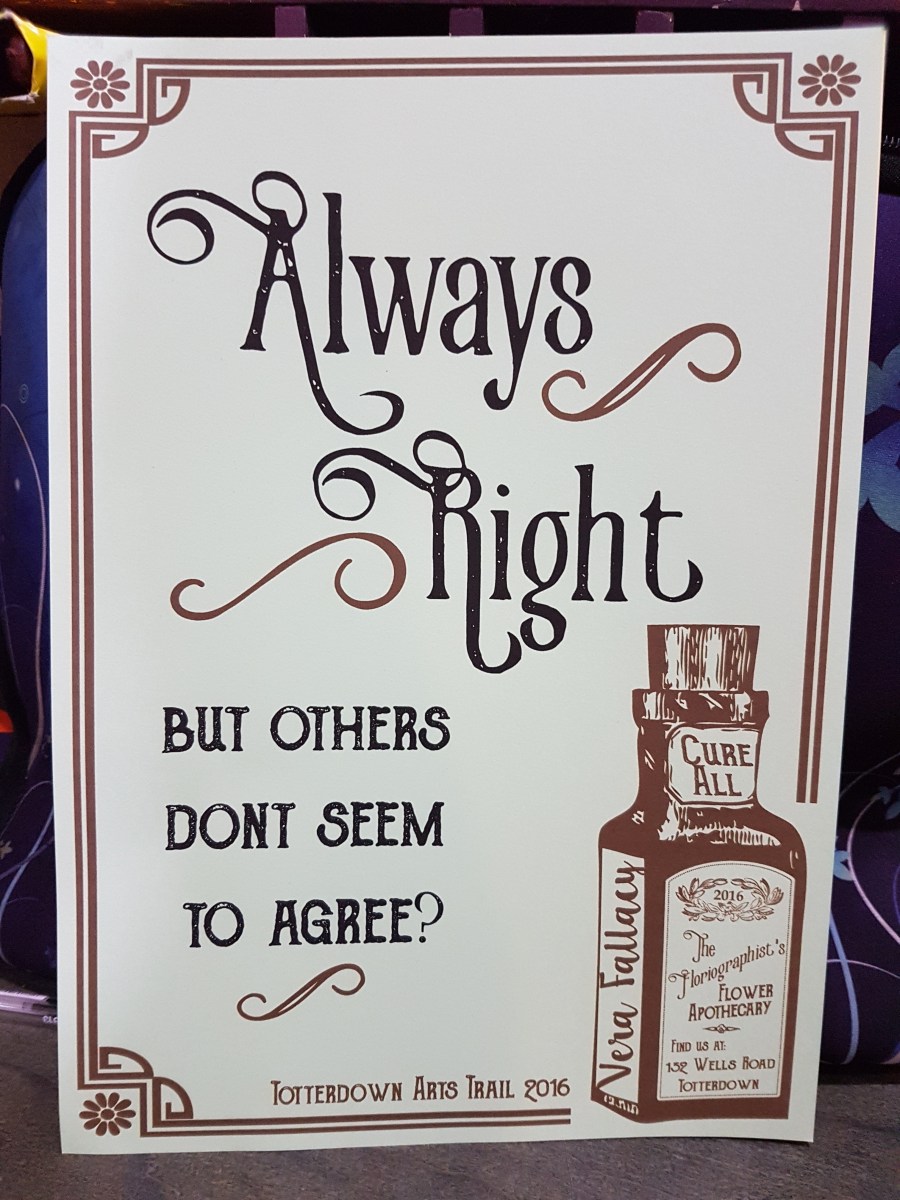 Always
Right
BUT OTHERS
DONT SEEM
TO AGREE?
CURE
ALL
Vera Fallacy
2016
The
Floriographist's
FLOWER
APOTHECARY
FIND US AT:
132 WELLS ROAD
TOTTERDOWN
TOTTERDOWN ARTS TRAIL 2016